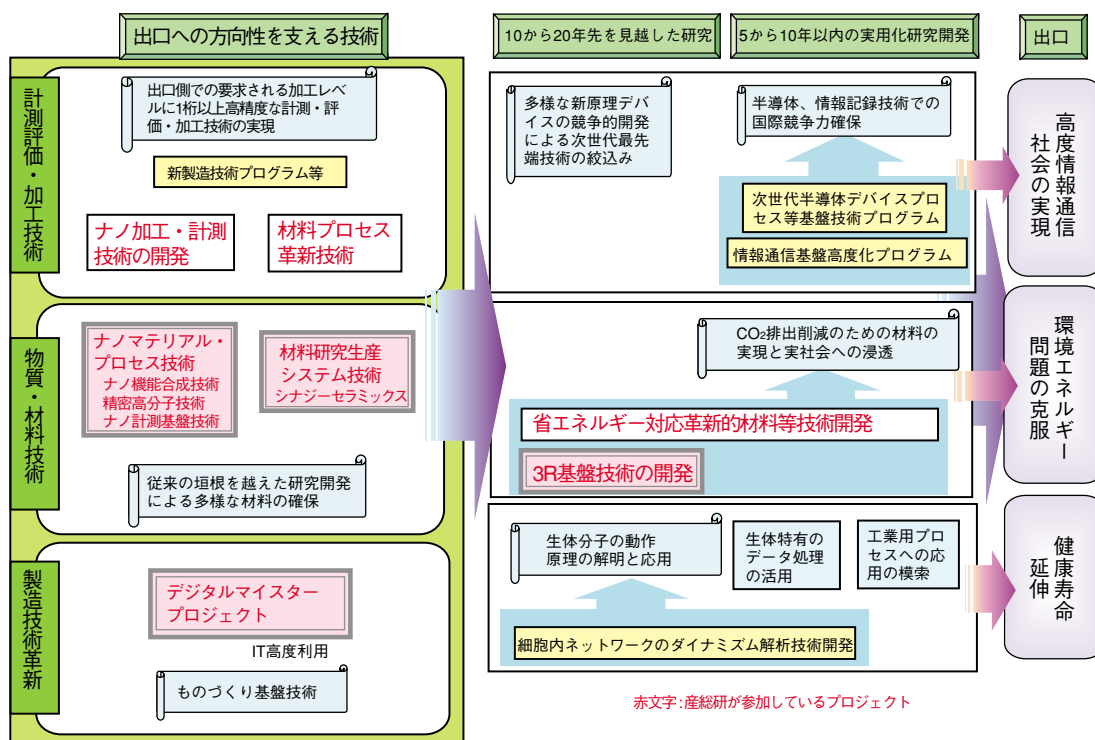 出口への方向性を支える技術
10から20年先を見越した研究
5から10年以内の実用化研究開発
出口
計測評価・加工技術
出口側での要求される加工レベ
ルに1桁以上高精度な計測・評
価・加工技術の実現
新製造技術プログラム等
ナノ加工・計測
技術の開発
材料プロセス
革新技術
物質・材料技術
ナノマテリアル・
プロセス技術
ナノ機能合成技術
精密高分子技術
ナノ計測基盤技術
材料研究生産
システム技術
シナジーセラミックス
従来の垣根を越えた研究開発
による多様な材料の確保
製造技術革新
デジタルマイスター
プロジェクト
IT高度利用
ものづくり基盤技術
多様な新原理デバ
イスの競争的開発
による次世代最先
端技術の絞込み
半導体、情報記録技術での
国際競争力確保
次世代半導体デバイスプロ
セス等基盤技術プログラム
情報通信基盤高度化プログラム
CO₂排出削減のための材料の
実現と実社会への浸透
省エネルギー対応革新的材料等技術開発
3R基盤技術の開発
生体分子の動作
原理の解明と応用
生体特有の
データ処理
の活用
工業用プロ
セスへの応
用の模索
細胞内ネットワークのダイナミズム解析技術開発
高度情報通信
社会の実現
環境エネルギー
問題の克服
健康寿命
延伸
赤文字：産総研が参加しているプロジェクト